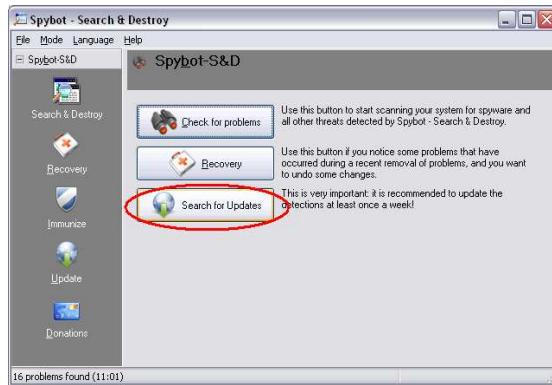 Spybot - Search & Destroy
File Mode Language Help
Spybot-S&D
Search & Destroy
Recovery
Immunize
Update
Donations
Spybot-S&D
Check for problems
Use this button to start scanning your system for spyware and
all other threats detected by Spybot - Search & Destroy.
Recovery
Use this button if you notice some problems that have
occurred during a recent removal of problems, and you want
to undo some changes.
Search for Updates
This is very important: it is recommended to update the
detections at least once a week!
16 problems found (11:01)